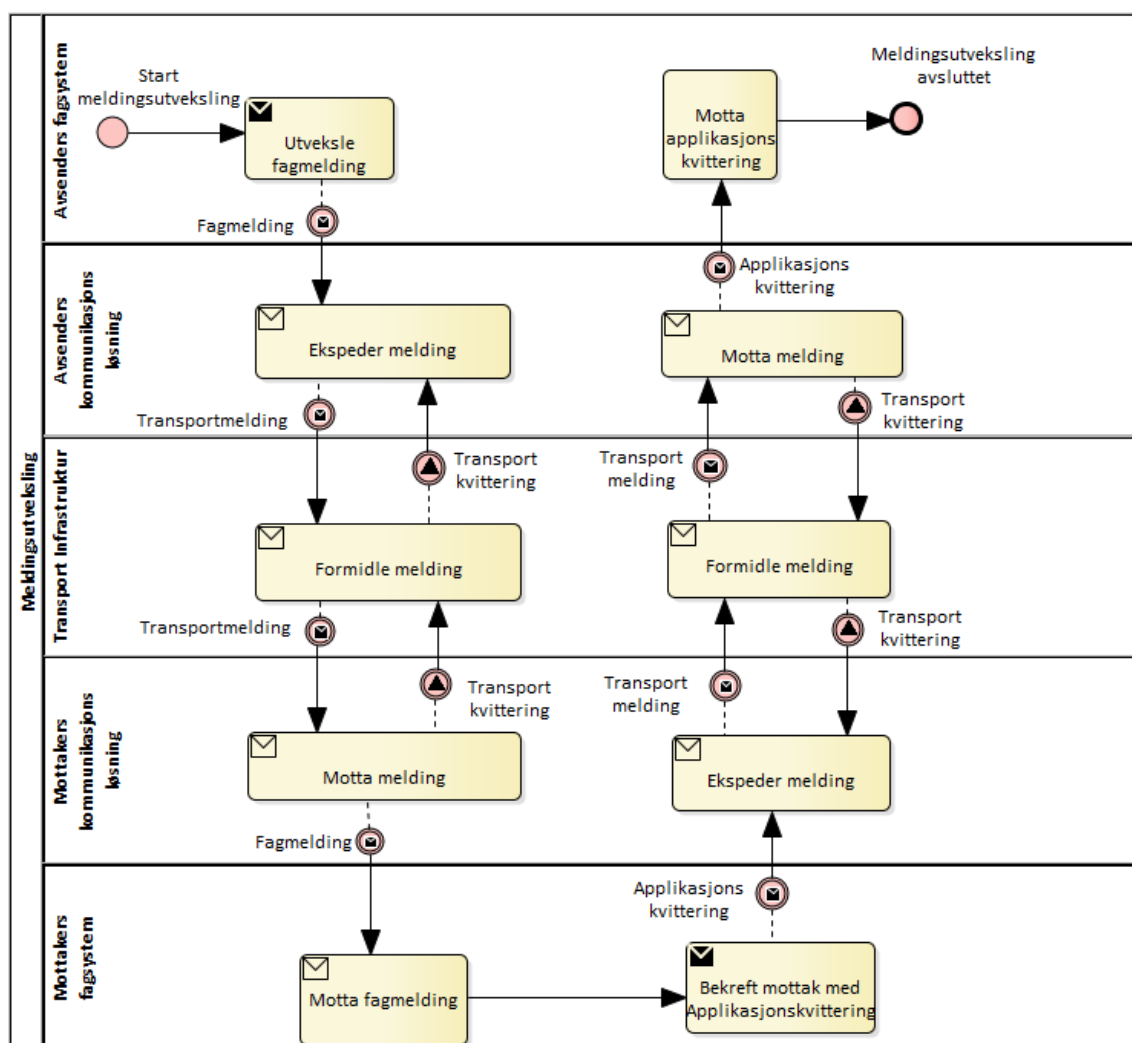 Meldingsutveksling
Avsenders fagsystem
Start
meldingsutveksling
Utveksle
fagmelding
Fagmelding
Motta
applikasjons
kvittering
Meldingsutveksling
avsluttet
Avsenders
kommunikasjons
løsning
Ekspeder melding
Transportmelding
Applikasjons
kvittering
Motta melding
Transport
kvittering
Transport Infrastruktur
Transport
kvittering
Formidle melding
Transportmelding
Transport
melding
Formidle melding
Transport
kvittering
Mottakers
kommunikasjons
løsning
Transport
kvittering
Motta melding
Fagmelding
Transport
melding
Ekspeder melding
Mottakers
fagsystem
Motta fagmelding
Applikasjons
kvittering
Bekreft mottak med
Applikasjonskvittering